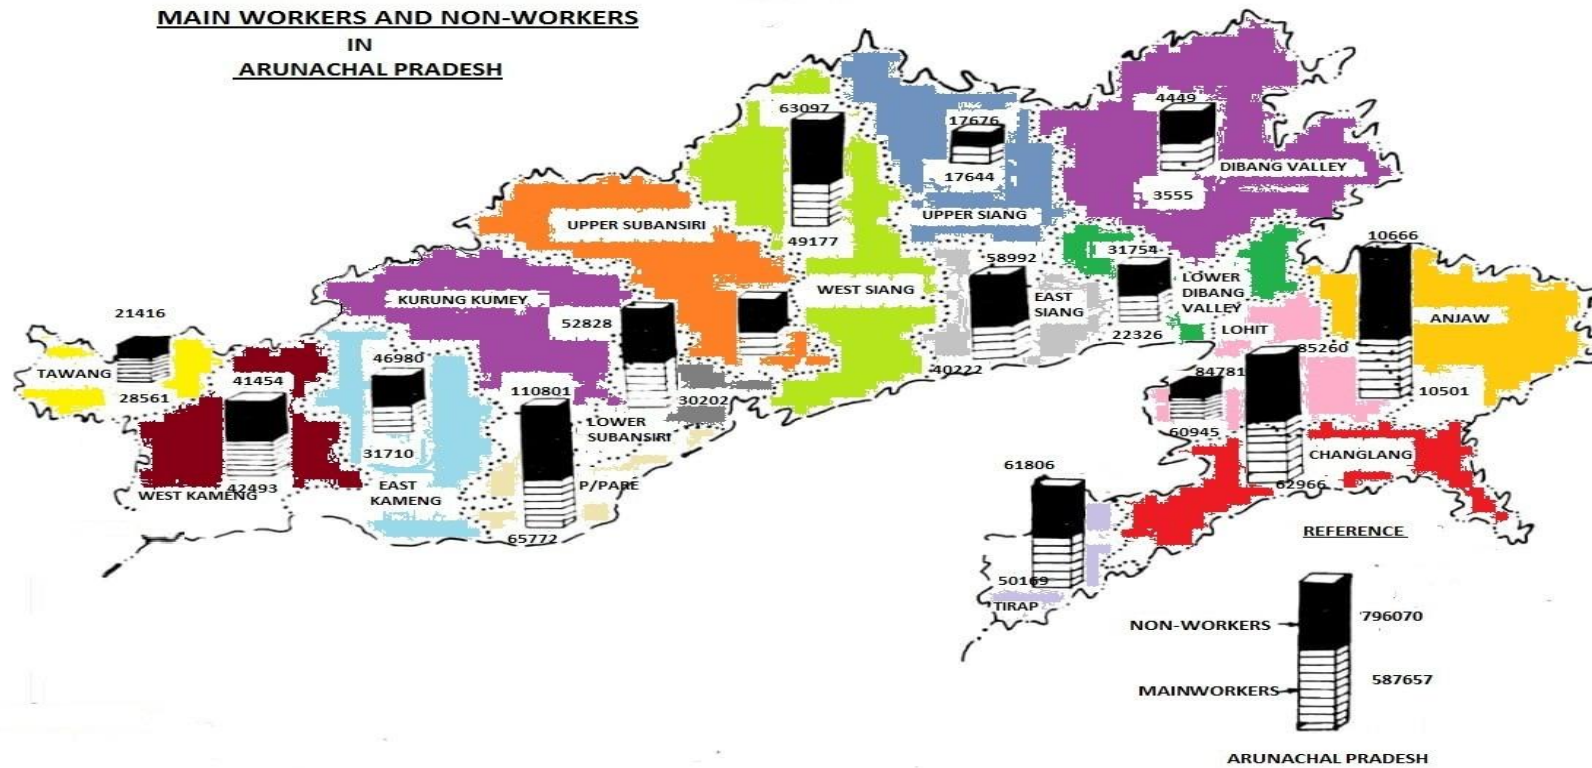 MAIN WORKERS AND NON-WORKERS
IN
ARUNACHAL PRADESH
63097
49177
17676
17644
UPPER SIANG
4449
3555
DIBANG VALLEY
UPPER SUBANSIRI
WEST SIANG
58992
EAST
SIANG
40222
31754
22326
LOWER
DIBANG
VALLEY
LOHIT
10666
ANJAW
10501
KURUNG KUMEY
52828
30202
LOWER
SUBANSIRI
21416
TAWANG
28561
41454
42493
WEST KAMENG
46980
31710
EAST
KAMENG
110801
65772
P/PARE
84781
60945
85260
62966
CHANGLANG
61806
50169
TIRAP
REFERENCE
NON-WORKERS
796070
MAINWORKERS
587657
ARUNACHAL PRADESH